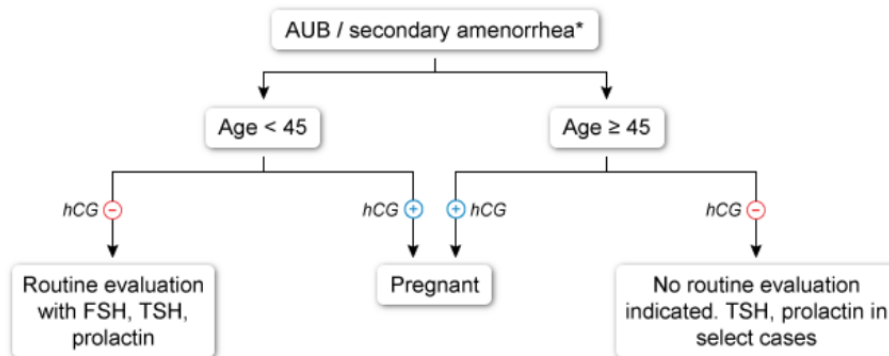 AUB / secondary amenorrhea*
Age < 45
Age ≥ 45
hCG −
hCG +
+ hCG
hCG −
Routine evaluation
with FSH, TSH,
prolactin
Pregnant
No routine evaluation
indicated. TSH, prolactin in
select cases